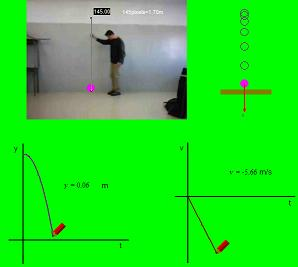 145.00
145pixels=1.70m
y
y = 0.06 m
t
v
v = -5.66 m/s
t